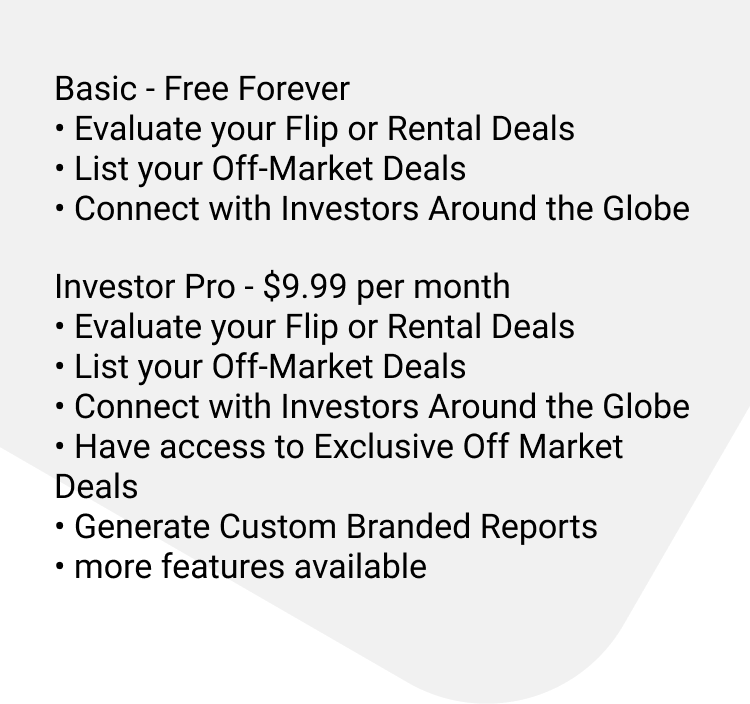 Basic - Free Forever
• Evaluate your Flip or Rental Deals
• List your Off-Market Deals
• Connect with Investors Around the Globe
Investor Pro - $9.99 per month
• Evaluate your Flip or Rental Deals
• List your Off-Market Deals
• Connect with Investors Around the Globe
• Have access to Exclusive Off Market
Deals
• Generate Custom Branded Reports
• more features available